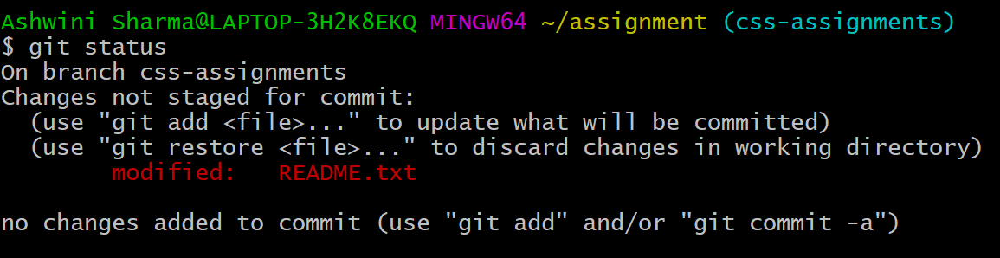 Ashwini Sharma@LAPTOP-3H2K8EKQ MINGW64 ~/assignment (css-assignments)
$ git status
On branch css-assignments
Changes not staged for commit:
  (use "git add <file>..." to update what will be committed)
  (use "git restore <file>..." to discard changes in working directory)
        modified:   README.txt

no changes added to commit (use "git add" and/or "git commit -a")